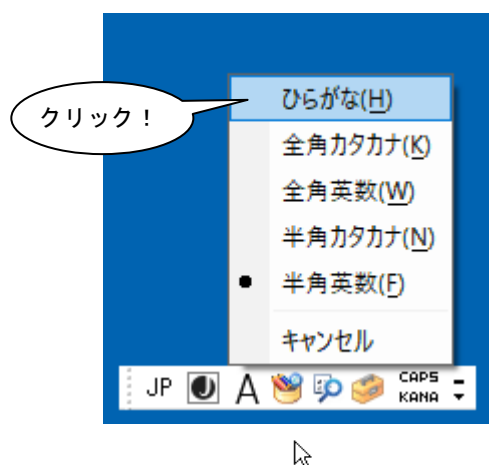 クリック！
ひらがな(H)
全角カタカナ(K)
全角英数(W)
半角カタカナ(N)
半角英数(F)
キャンセル
JP A CAPS
KANA